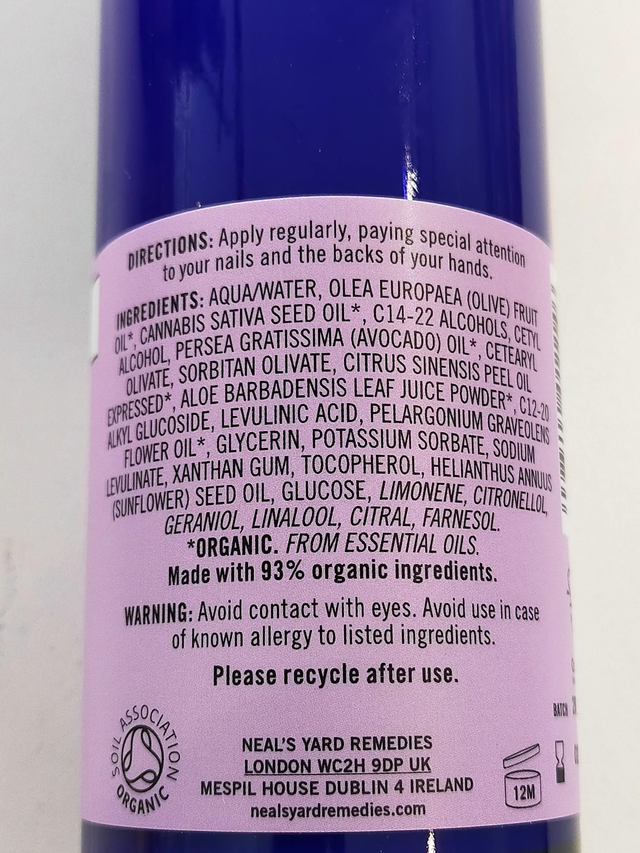 DIRECTIONS: Apply regularly, paying special attention
to your nails and the backs of your hands.
INGREDIENTS: AQUA/WATER, OLEA EUROPAEA (OLIVE) FRUIT
OIL*, CANNABIS SATIVA SEED OIL*, C14-22 ALCOHOLS, CETYL
ALCOHOL, PERSEA GRATISSIMA (AVOCADO) OIL*, CETEARYL
OLIVATE, SORBITAN OLIVATE, CITRUS SINENSIS PEEL OIL
EXPRESSED*, ALOE BARBADENSIS LEAF JUICE POWDER*, C12-20
ALKYL GLUCOSIDE, LEVULINIC ACID, PELARGONIUM GRAVEOLENS
FLOWER OIL*, GLYCERIN, POTASSIUM SORBATE, SODIUM
LEVULINATE, XANTHAN GUM, TOCOPHEROL, HELIANTHUS ANNUUS
(SUNFLOWER) SEED OIL, GLUCOSE, LIMONENE, CITRONELLOL,
GERANIOL, LINALOOL, CITRAL, FARNESOL.
*ORGANIC. FROM ESSENTIAL OILS.
Made with 93% organic ingredients.
WARNING: Avoid contact with eyes. Avoid use in case
of known allergy to listed ingredients.
Please recycle after use.
SOIL ASSOCIATION
ORGANIC
NEAL'S YARD REMEDIES
LONDON WC2H 9DP UK
MESPIL HOUSE DUBLIN 4 IRELAND
nealsyardremedies.com
12M
BATCH